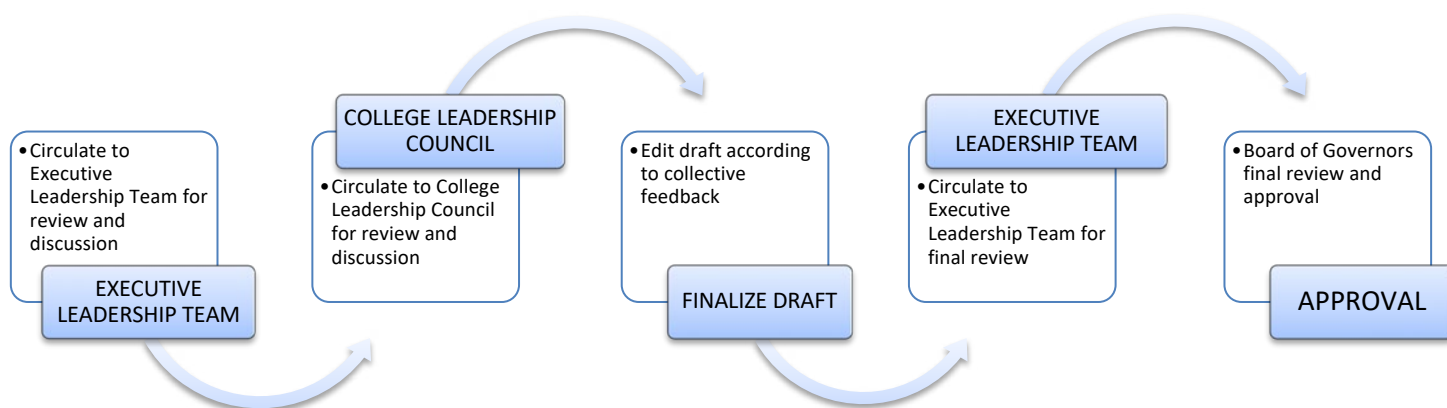 •Circulate to
Executive
Leadership Team for
review and
discussion
EXECUTIVE
LEADERSHIP TEAM
COLLEGE LEADERSHIP
COUNCIL
•Circulate to College
Leadership Council
for review and
discussion
•Edit draft according
to collective
feedback
FINALIZE DRAFT
EXECUTIVE
LEADERSHIP TEAM
•Circulate to
Executive
Leadership Team for
final review
•Board of Governors
final review and
approval
APPROVAL